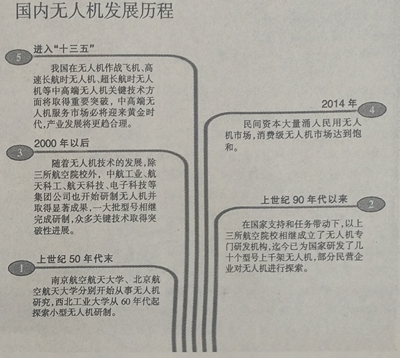 国内无人机发展历程
5
进入“十三五”
我国在无人机作战飞机、高
速长航时无人机、超长航时无人
机等中高端无人机关键技术方
面将取得重要突破，中高端无
人机服务市场必将迎来黄金时
代，产业发展将更趋合理。
4
2014 年
民间资本大量涌入民用无人
机市场，消费级无人机市场达到饱
和。
3
2000 年以后
随着无人机技术的发展，除
三所航空院校外，中航工业、航
天科工、航天科技、电子科技等
集团公司也开始研制无人机并
取得显著成果，一大批型号相继
完成研制，众多关键技术取得突
破性进展。
2
上世纪 90 年代以来
在国家支持和任务带动下，以上
三所航空院校相继成立了无人机专
门研发机构，迄今已为国家研发了几
十个型号上千架无人机，部分民营企
业对无人机进行探索。
1
上世纪 50 年代末
南京航空航天大学、北京航
空航天大学分别开始从事无人机
研究，西北工业大学从 60 年代起
探索小型无人机研制。